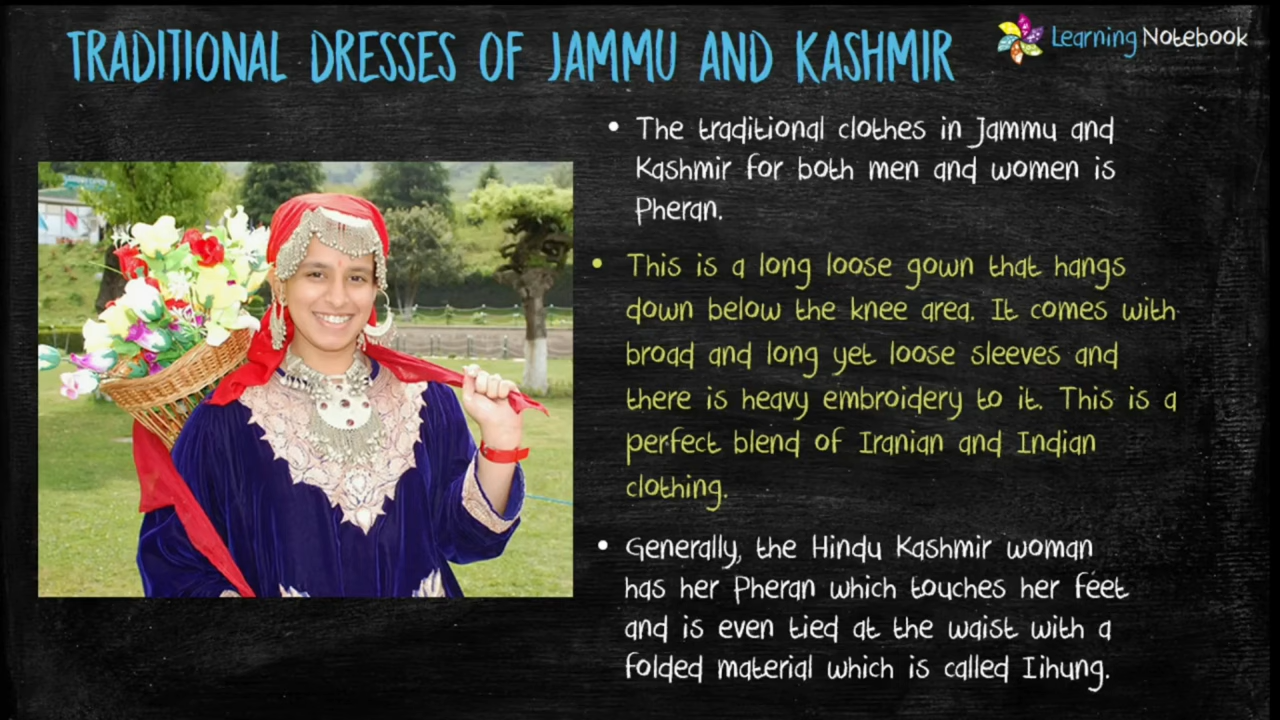 TRADITIONAL DRESSES OF JAMMU AND KASHMIR
Learning Notebook
• The traditional clothes in Jammu and
Kashmir for both men and women is
Pheran.
• This is a long loose gown that hangs
down below the knee area. It comes with
broad and long yet loose sleeves and
there is heavy embroidery to it. This is a
perfect blend of Iranian and Indian
clothing.
• Generally, the Hindu Kashmir woman
has her Pheran which touches her feet
and is even tied at the waist with a
folded material which is called Iihung.